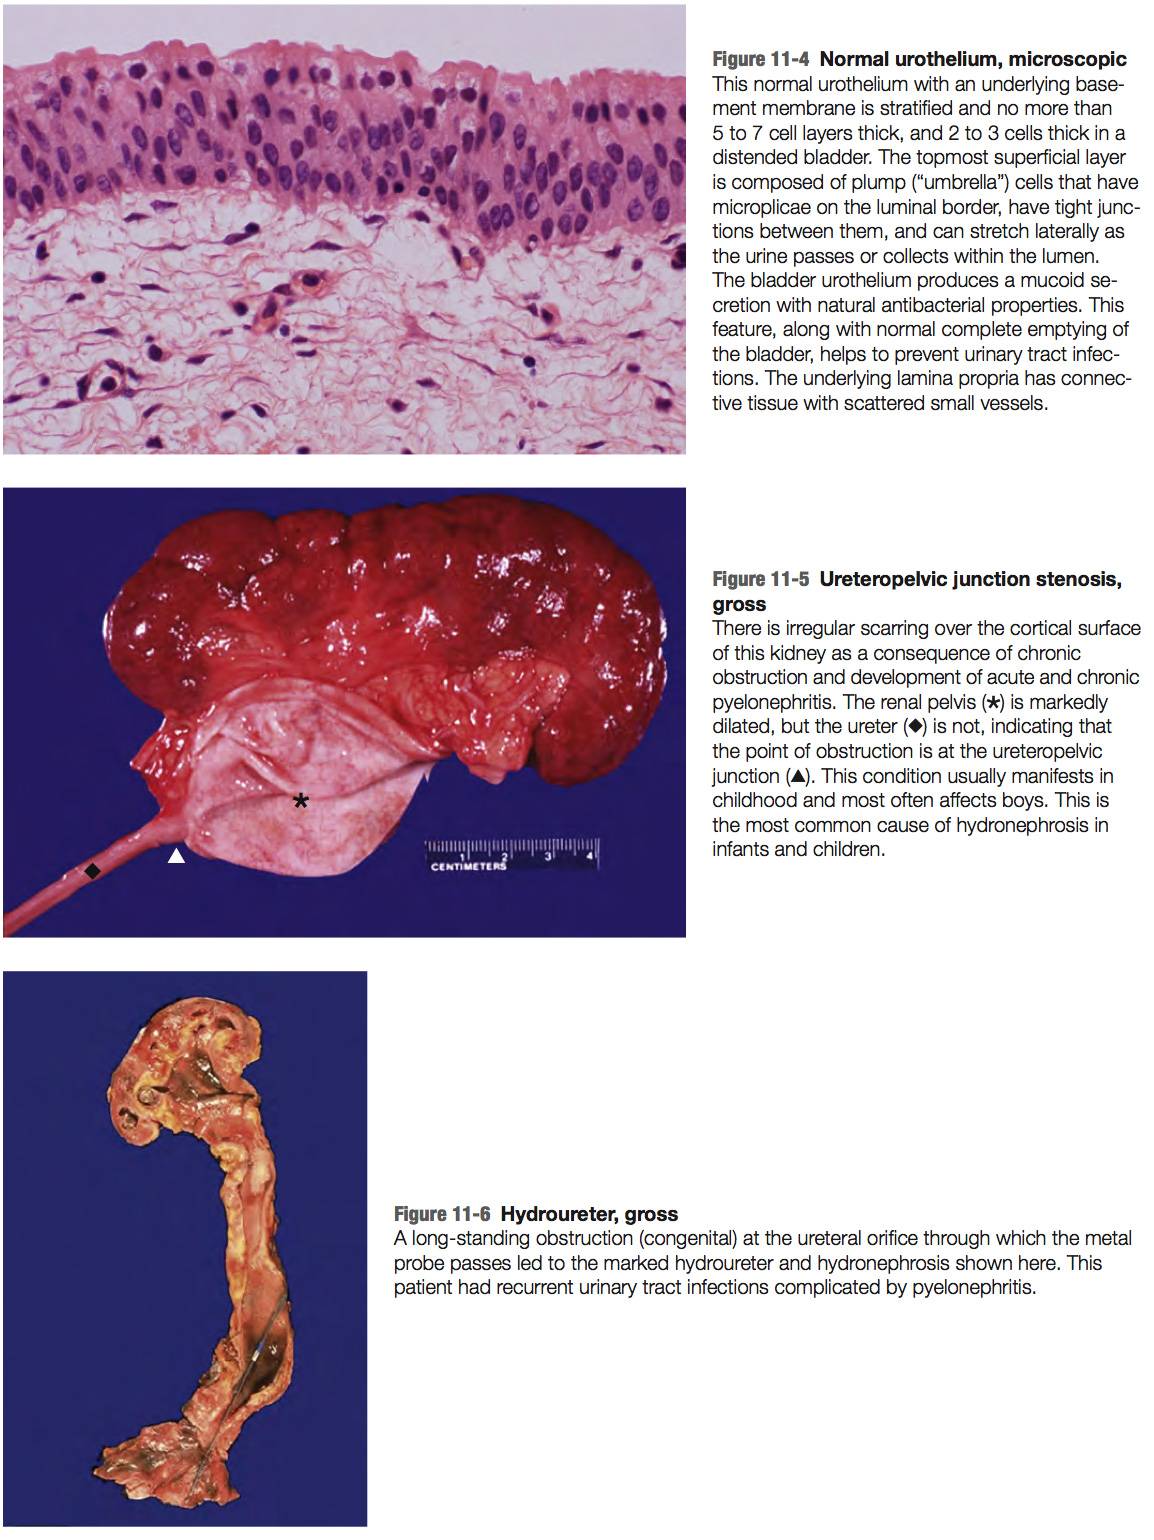 Figure 11-4 Normal urothelium, microscopic
This normal urothelium with an underlying base-
ment membrane is stratified and no more than
5 to 7 cell layers thick, and 2 to 3 cells thick in a
distended bladder. The topmost superficial layer
is composed of plump (“umbrella”) cells that have
microplicae on the luminal border, have tight junc-
tions between them, and can stretch laterally as
the urine passes or collects within the lumen.
The bladder urothelium produces a mucoid se-
cretion with natural antibacterial properties. This
feature, along with normal complete emptying of
the bladder, helps to prevent urinary tract infec-
tions. The underlying lamina propria has connec-
tive tissue with scattered small vessels.
* ▲ ◆
1 2 3 4
CENTIMETERS
Figure 11-5 Ureteropelvic junction stenosis,
gross
There is irregular scarring over the cortical surface
of this kidney as a consequence of chronic
obstruction and development of acute and chronic
pyelonephritis. The renal pelvis (*) is markedly
dilated, but the ureter (◆) is not, indicating that
the point of obstruction is at the ureteropelvic
junction (▲). This condition usually manifests in
childhood and most often affects boys. This is
the most common cause of hydronephrosis in
infants and children.
Figure 11-6 Hydroureter, gross
A long-standing obstruction (congenital) at the ureteral orifice through which the metal
probe passes led to the marked hydroureter and hydronephrosis shown here. This
patient had recurrent urinary tract infections complicated by pyelonephritis.